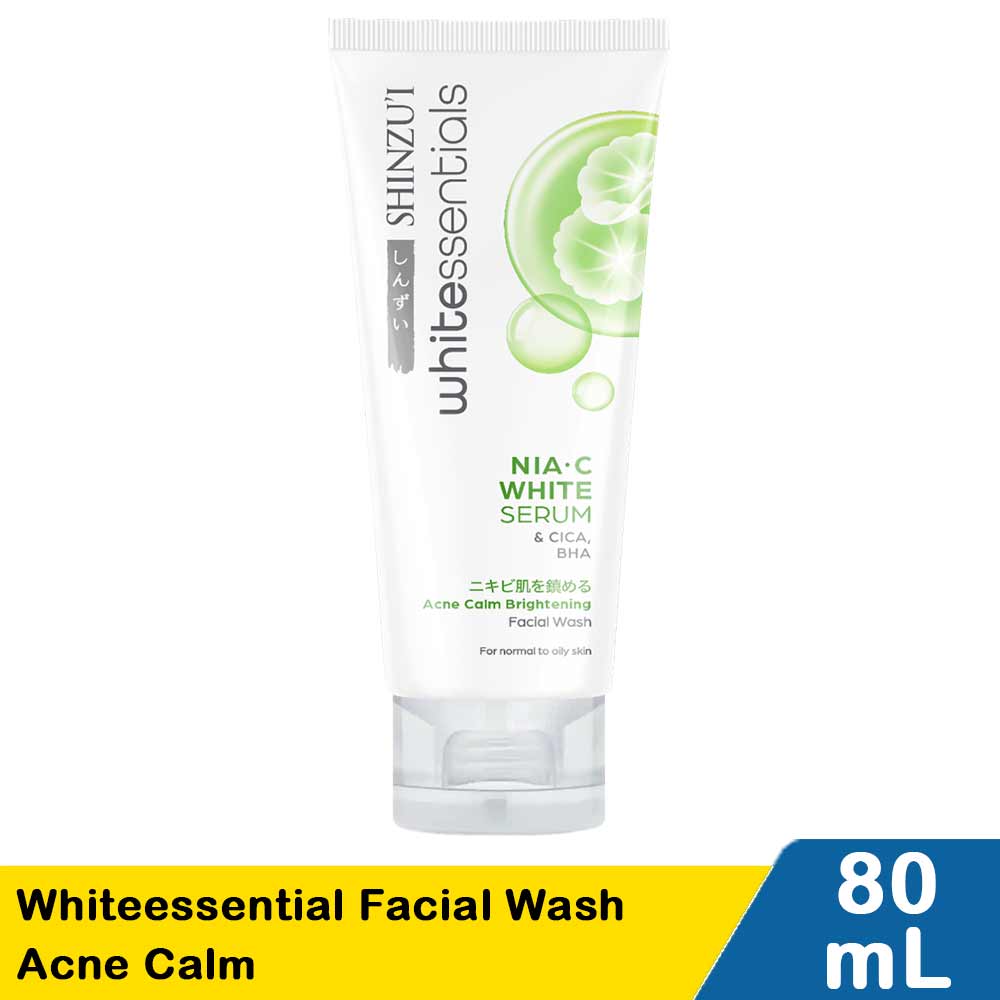 SHINZU'I
しんずい
whitessentials
NIA·C
WHITE
SERUM
& CICA,
BHA
ニキビ肌を鎮める
Acne Calm Brightening
Facial Wash
For normal to oily skin
Whiteessential Facial Wash
Acne Calm
80
mL